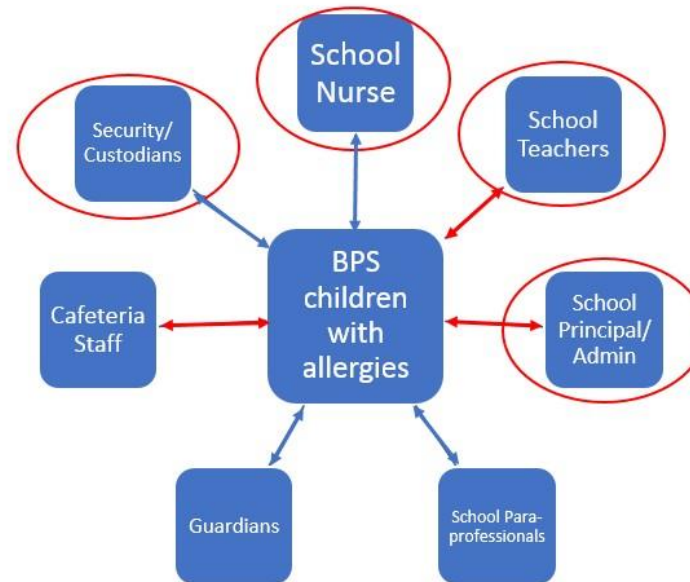 School
Nurse
Security/
Custodians
School
Teachers
BPS
children
with
allergies
Cafeteria
Staff
School
Principal/
Admin
Guardians
School Para-
professionals